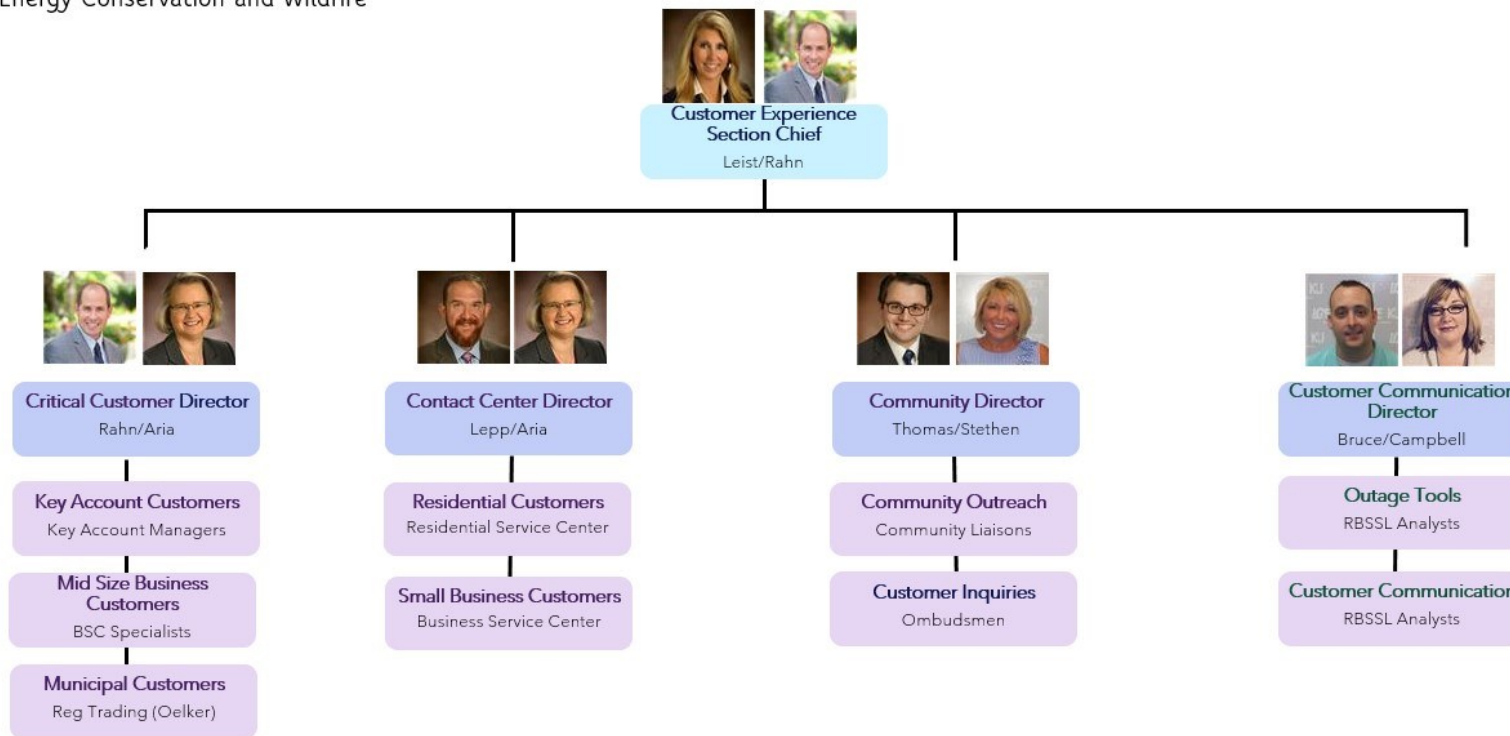 Energy Conservation and Wildfire
Customer Experience
Section Chief
Leist/Rahn
Critical Customer Director
Rahn/Aria
Contact Center Director
Lepp/Aria
Community Director
Thomas/Stethen
Customer Communication
Director
Bruce/Campbell
Key Account Customers
Key Account Managers
Residential Customers
Residential Service Center
Community Outreach
Community Liaisons
Outage Tools
RBSSL Analysts
Mid Size Business
Customers
BSC Specialists
Small Business Customers
Business Service Center
Customer Inquiries
Ombudsmen
Customer Communication
RBSSL Analysts
Municipal Customers
Reg Trading (Oelker)